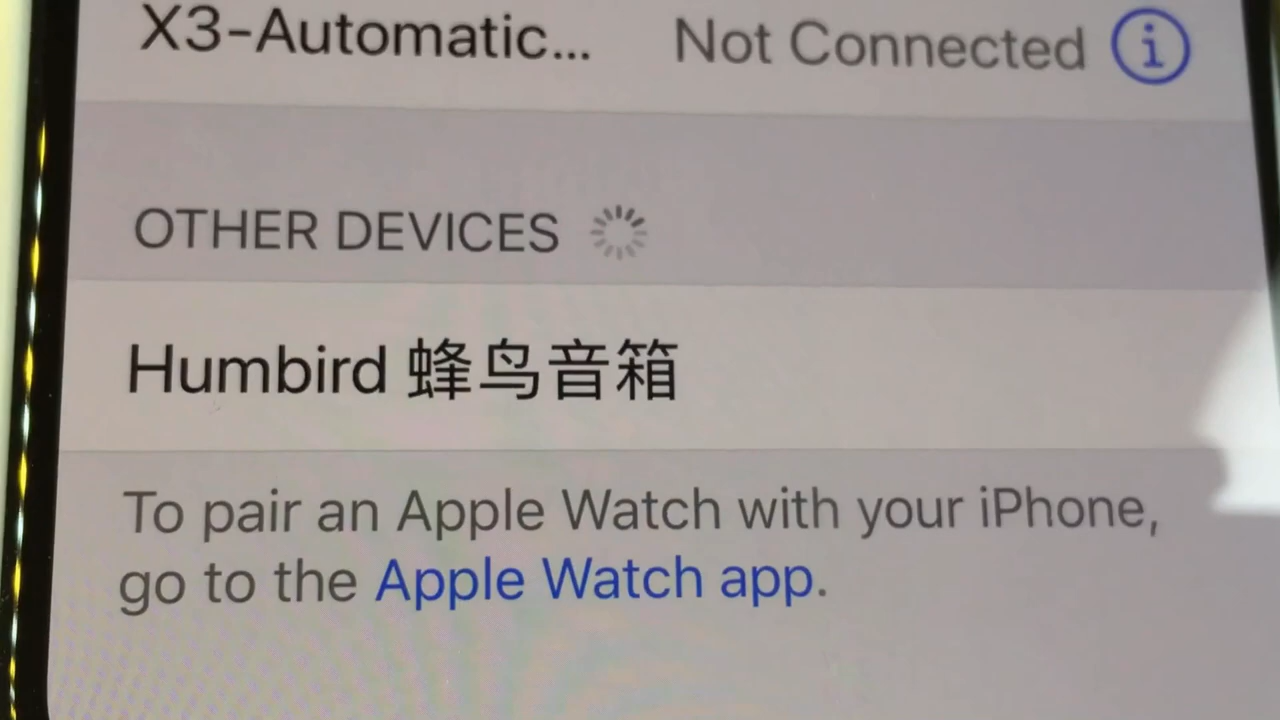 X3-Automatic... Not Connected
OTHER DEVICES
Humbird 蜂鸟音箱
To pair an Apple Watch with your iPhone,
go to the Apple Watch app.